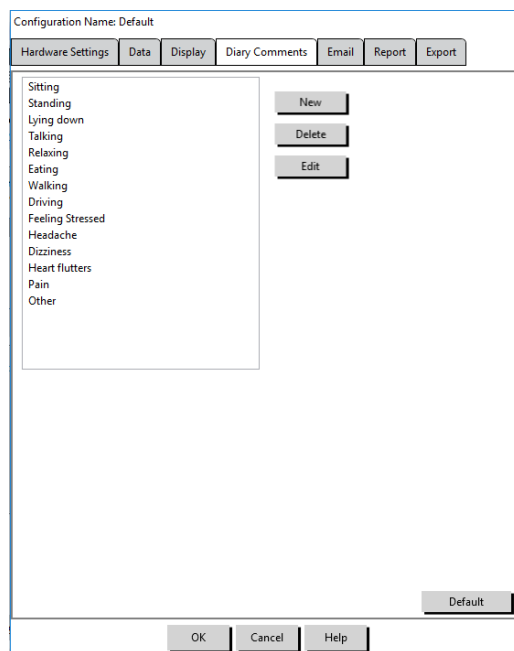 Configuration Name: Default
Hardware Settings Data Display Diary Comments Email Report Export
Sitting
Standing
Lying down
Talking
Relaxing
Eating
Walking
Driving
Feeling Stressed
Headache
Dizziness
Heart flutters
Pain
Other
New
Delete
Edit
Default
OK Cancel Help